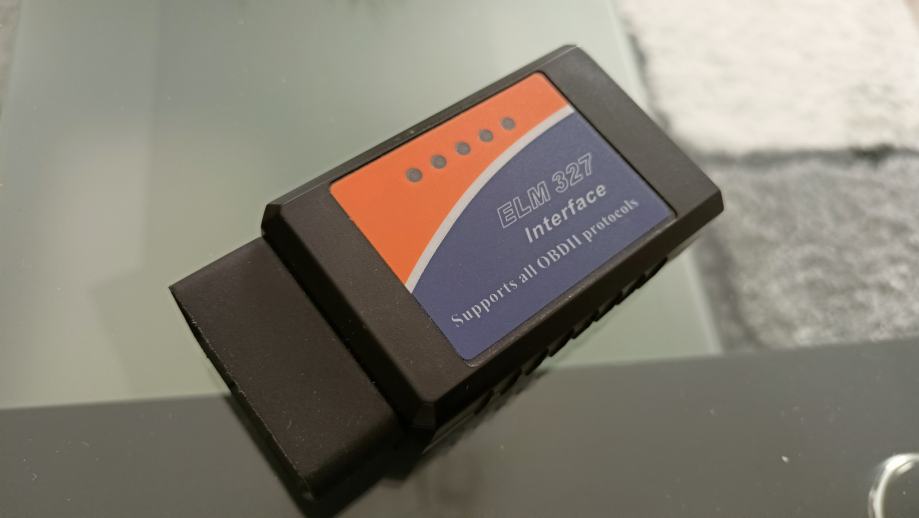 ELM 327
Interface
Supports all OBDII protocols